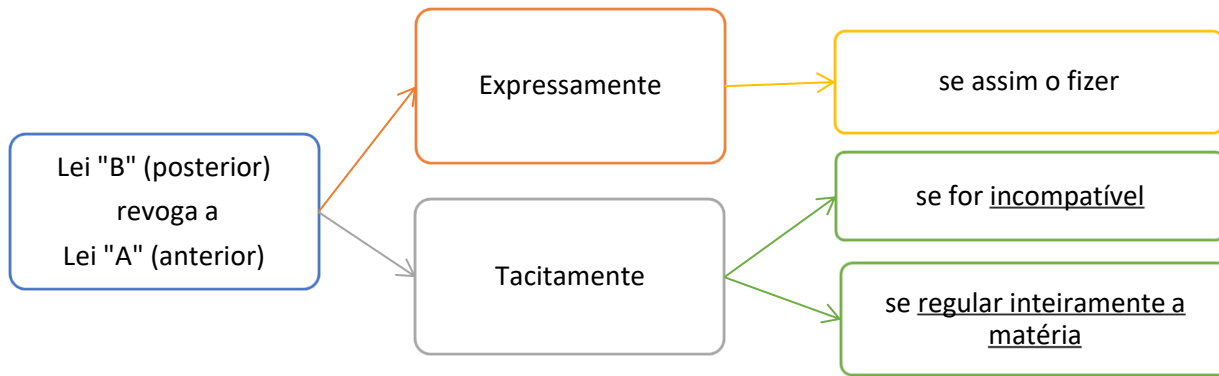 Lei "B" (posterior)
revoga a
Lei "A" (anterior)
Expressamente
se assim o fizer
Tacitamente
se for incompatível
se regular inteiramente a
matéria